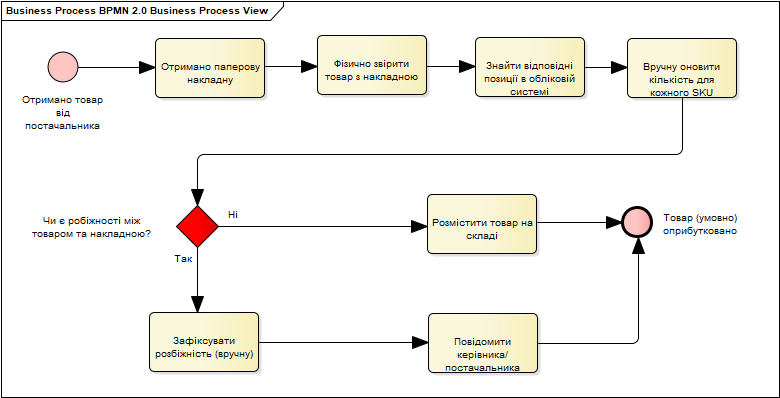 Business Process BPMN 2.0 Business Process View
Отримано товар
від
постачальника
Отримано паперову
накладну
Фізично звірити
товар з накладною
Знайти відповідні
позиції в обліковій
системі
Вручну оновити
кількість для
кожного SKU
Чи є робіжності між
товаром та накладною?
Ні
Так
Розмістити товар на
складі
Товар (умовно)
оприбутковано
Зафіксувати
розбіжність (вручну)
Повідомити
керівника/
постачальника